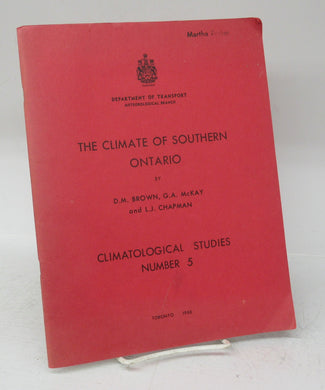 Martha
DEPARTMENT OF TRANSPORT
METEOROLOGICAL BRANCH
THE CLIMATE OF SOUTHERN
ONTARIO
BY
D.M. BROWN, G.A. McKAY
and L.J. CHAPMAN
CLIMATOLOGICAL STUDIES
NUMBER 5
TORONTO 1968